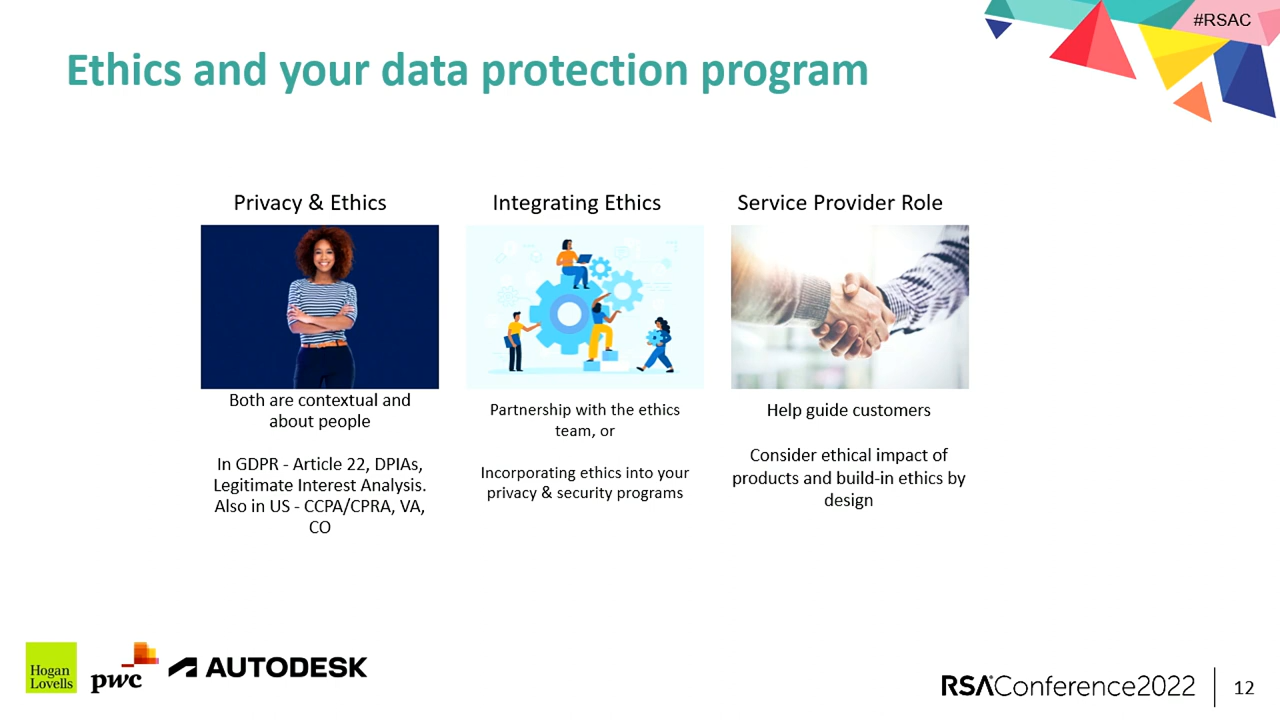 #RSAC
Ethics and your data protection program
Privacy & Ethics
Both are contextual and
about people
In GDPR - Article 22, DPIAs,
Legitimate Interest Analysis.
Also in US - CCPA/CPRA, VA,
CO
Integrating Ethics
Partnership with the ethics
team, or
Incorporating ethics into your
privacy & security programs
Service Provider Role
Help guide customers
Consider ethical impact of
products and build-in ethics by
design
Hogan
Lovells
pwc
AUTODESK
RSAConference2022
12